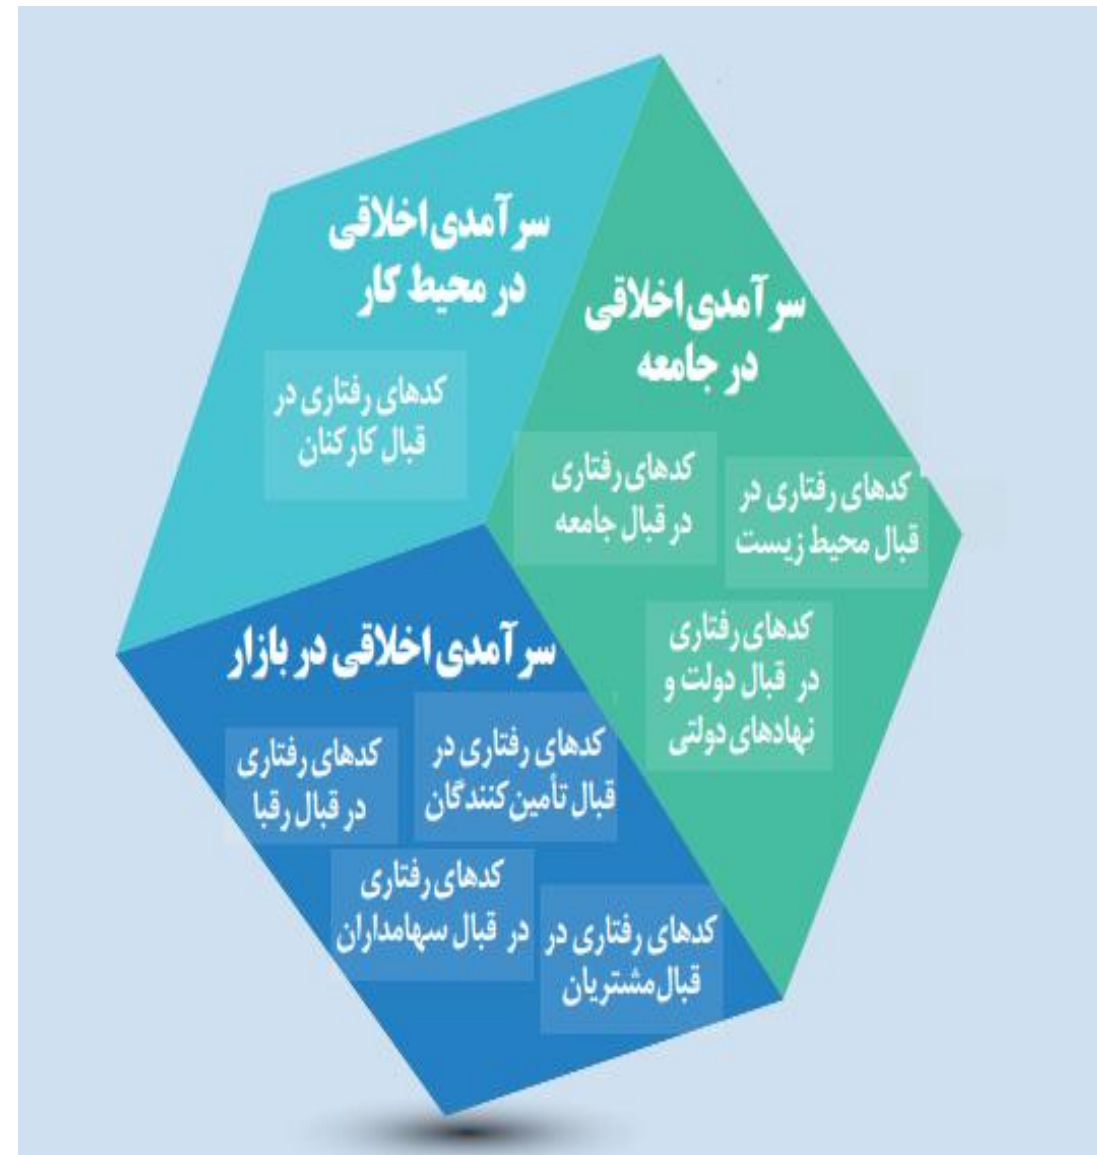 سرآمدی اخلاقی
در محیط کار
کدهای رفتاری در
قبال کارکنان
سرآمدی اخلاقی
در جامعه
کدهای رفتاری
در قبال جامعه
کدهای رفتاری در
قبال محیط زیست
کدهای رفتاری
در قبال دولت و
نهادهای دولتی
سرآمدی اخلاقی در بازار
کدهای رفتاری در
قبال تأمین‌کنندگان
کدهای رفتاری
در قبال رقبا
کدهای رفتاری
در قبال سهامداران
کدهای رفتاری در
قبال مشتریان